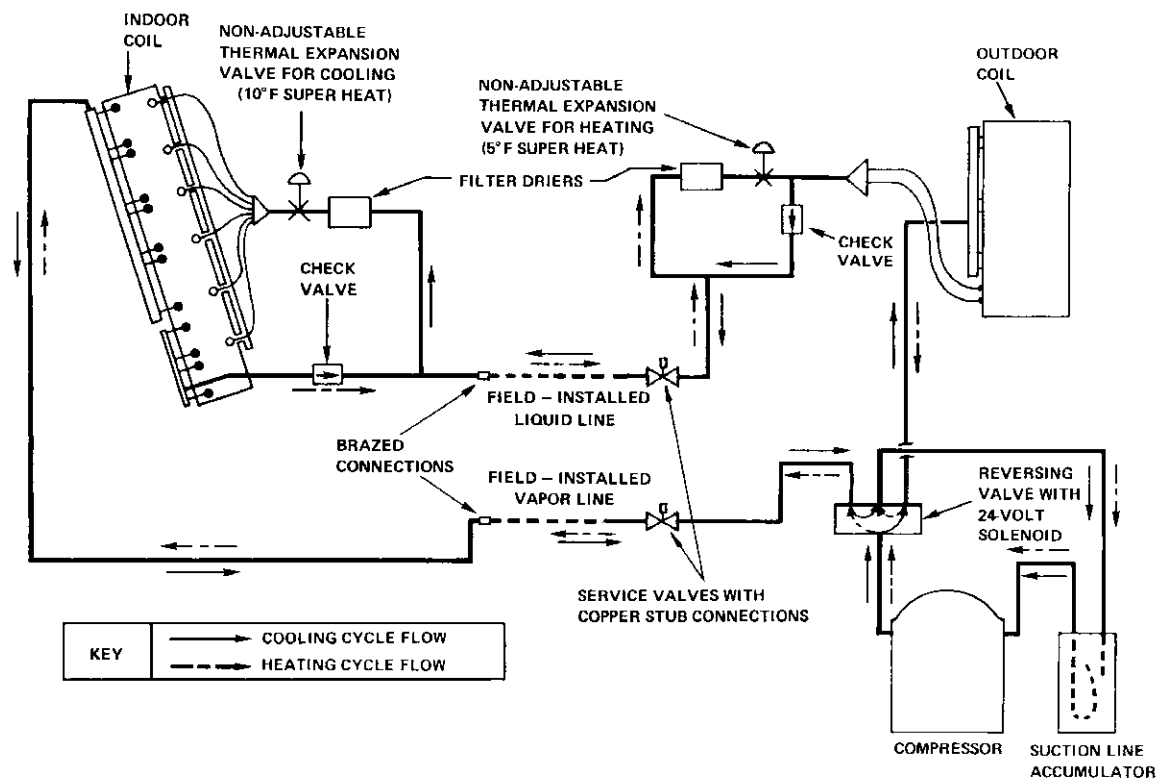 INDOOR
COIL
NON-ADJUSTABLE
THERMAL EXPANSION
VALVE FOR COOLING
(10°F SUPER HEAT)
NON-ADJUSTABLE
THERMAL EXPANSION
VALVE FOR HEATING
(5°F SUPER HEAT)
OUTDOOR
COIL
FILTER DRIERS
CHECK
VALVE
CHECK
VALVE
FIELD – INSTALLED
LIQUID LINE
BRAZED
CONNECTIONS
FIELD – INSTALLED
VAPOR LINE
REVERSING
VALVE WITH
24-VOLT
SOLENOID
SERVICE VALVES WITH
COPPER STUB CONNECTIONS
KEY
COOLING CYCLE FLOW
HEATING CYCLE FLOW
COMPRESSOR
SUCTION LINE
ACCUMULATOR